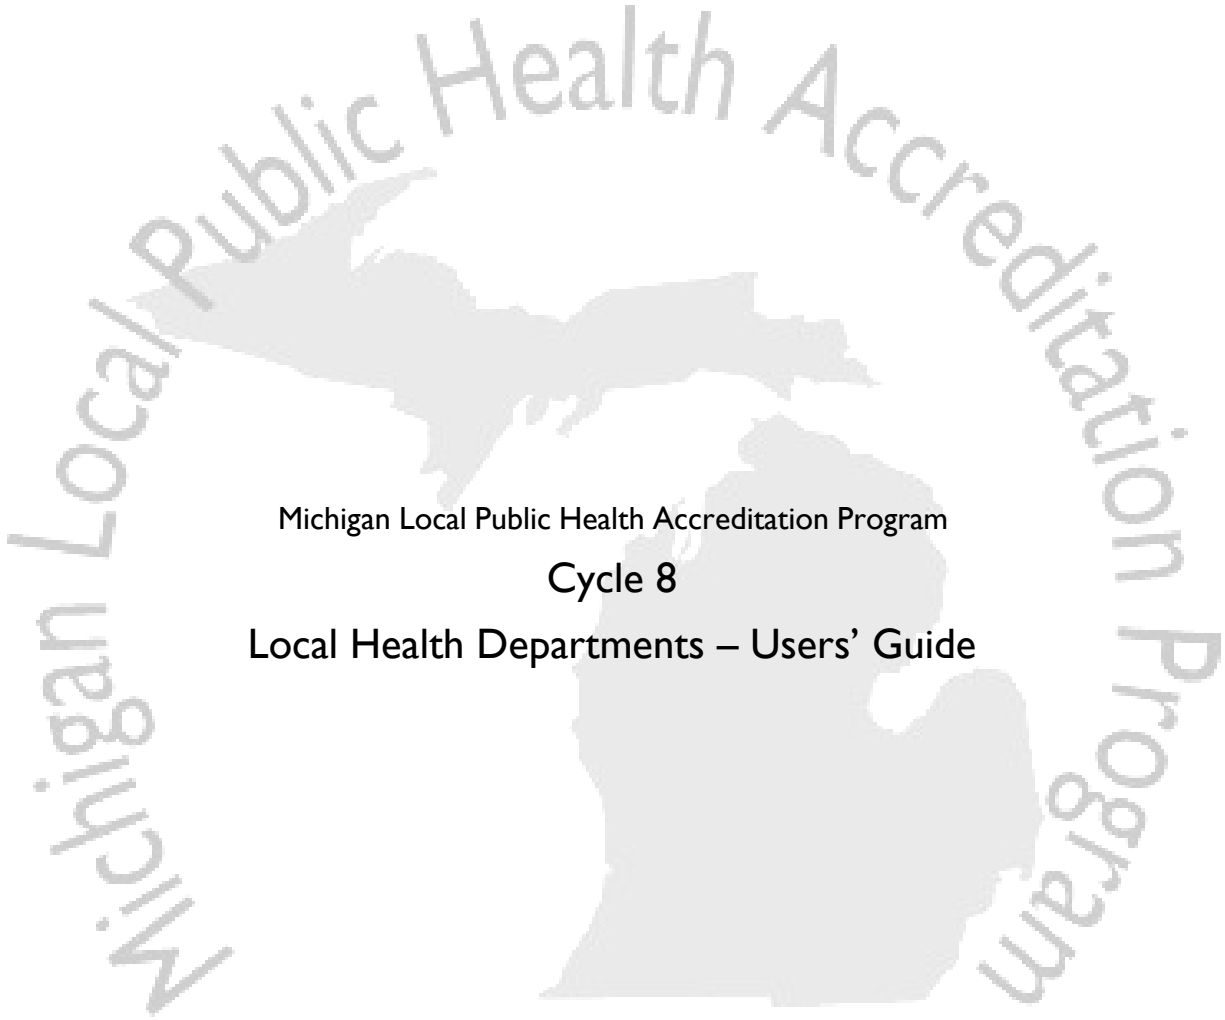 Michigan Local Public Health Accreditation Program
Michigan Local Public Health Accreditation Program
Cycle 8
Local Health Departments – Users’ Guide